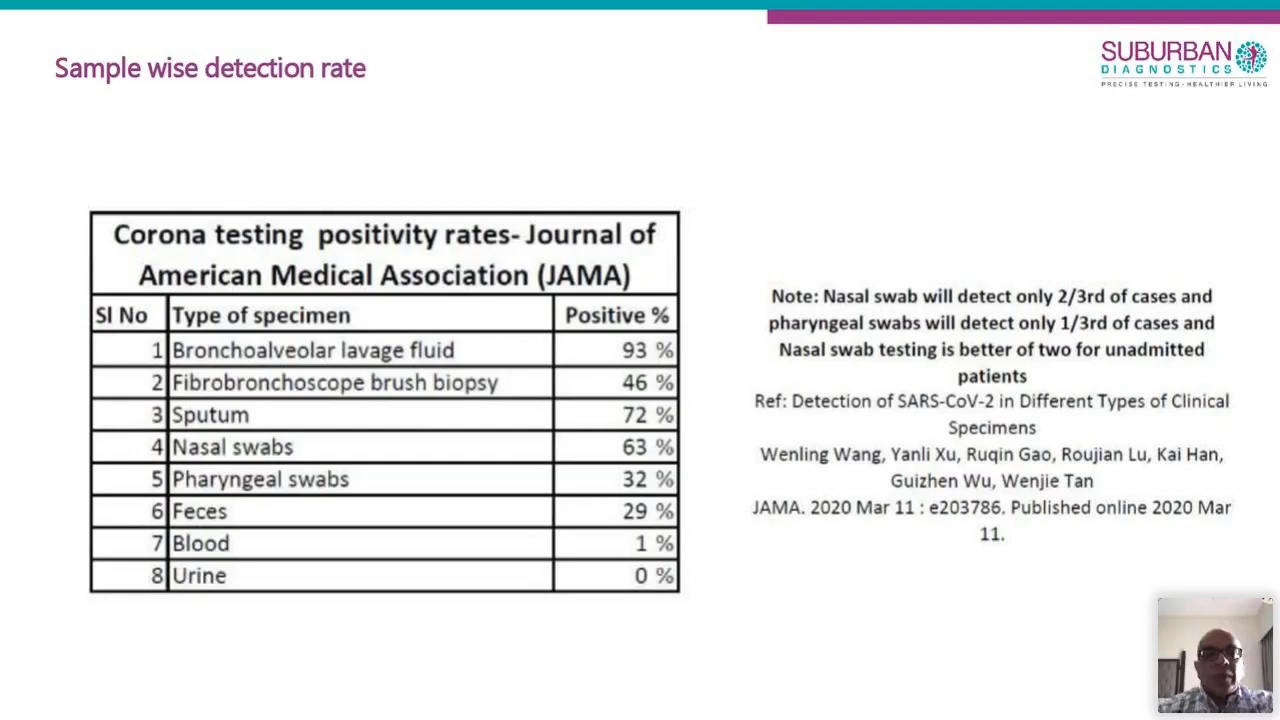 Sample wise detection rate
SUBURBAN
DIAGNOSTICS
PRECISE TESTING-HEALTHIER LIVING
Corona testing positivity rates- Journal of
American Medical Association (JAMA)
Sl No Type of specimen Positive %
1 Bronchoalveolar lavage fluid 93 %
2 Fibrobronchoscope brush biopsy 46 %
3 Sputum 72 %
4 Nasal swabs 63 %
5 Pharyngeal swabs 32 %
6 Feces 29 %
7 Blood 1 %
8 Urine 0 %
Note: Nasal swab will detect only 2/3rd of cases and
pharyngeal swabs will detect only 1/3rd of cases and
Nasal swab testing is better of two for unadmitted
patients
Ref: Detection of SARS-CoV-2 in Different Types of Clinical
Specimens
Wenling Wang, Yanli Xu, Ruqin Gao, Roujian Lu, Kai Han,
Guizhen Wu, Wenjie Tan
JAMA. 2020 Mar 11 : e203786. Published online 2020 Mar
11.